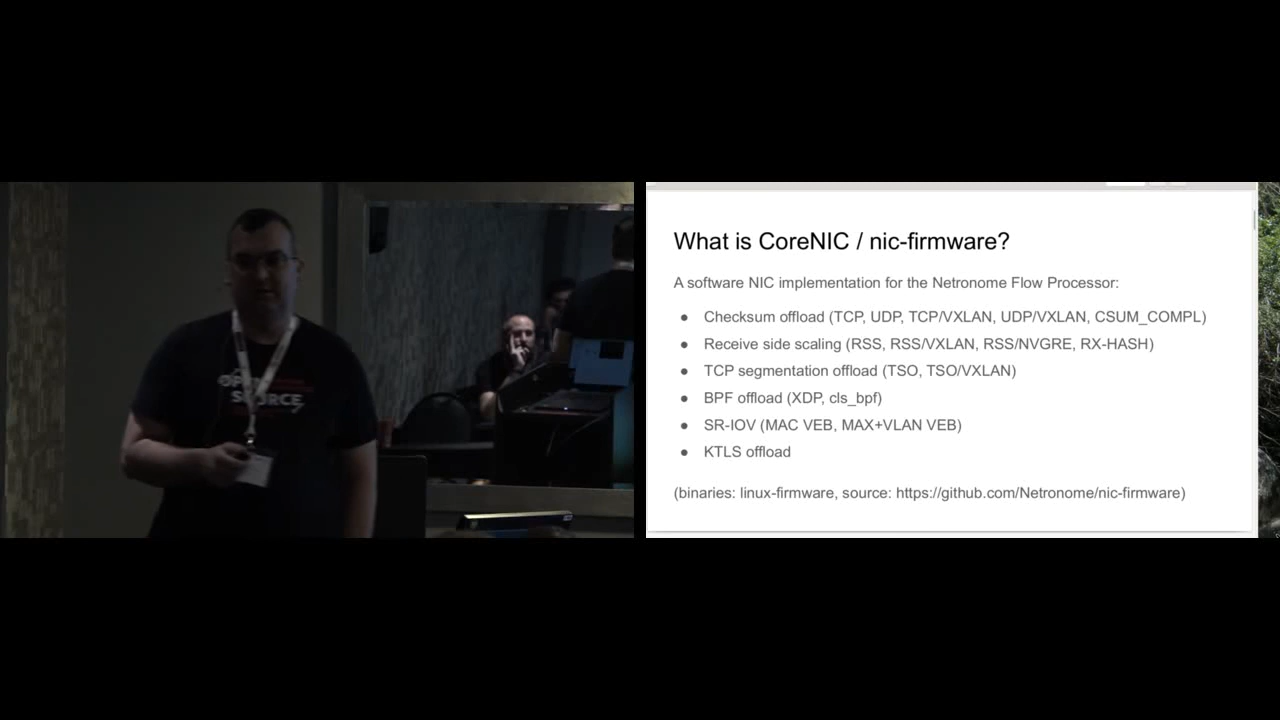 OPEN
SOURCE
What is CoreNIC / nic-firmware?
A software NIC implementation for the Netronome Flow Processor:
● Checksum offload (TCP, UDP, TCP/VXLAN, UDP/VXLAN, CSUM_COMPL)
● Receive side scaling (RSS, RSS/VXLAN, RSS/NVGRE, RX-HASH)
● TCP segmentation offload (TSO, TSO/VXLAN)
● BPF offload (XDP, cls_bpf)
● SR-IOV (MAC VEB, MAX+VLAN VEB)
● KTLS offload
(binaries: linux-firmware, source: https://github.com/Netronome/nic-firmware)